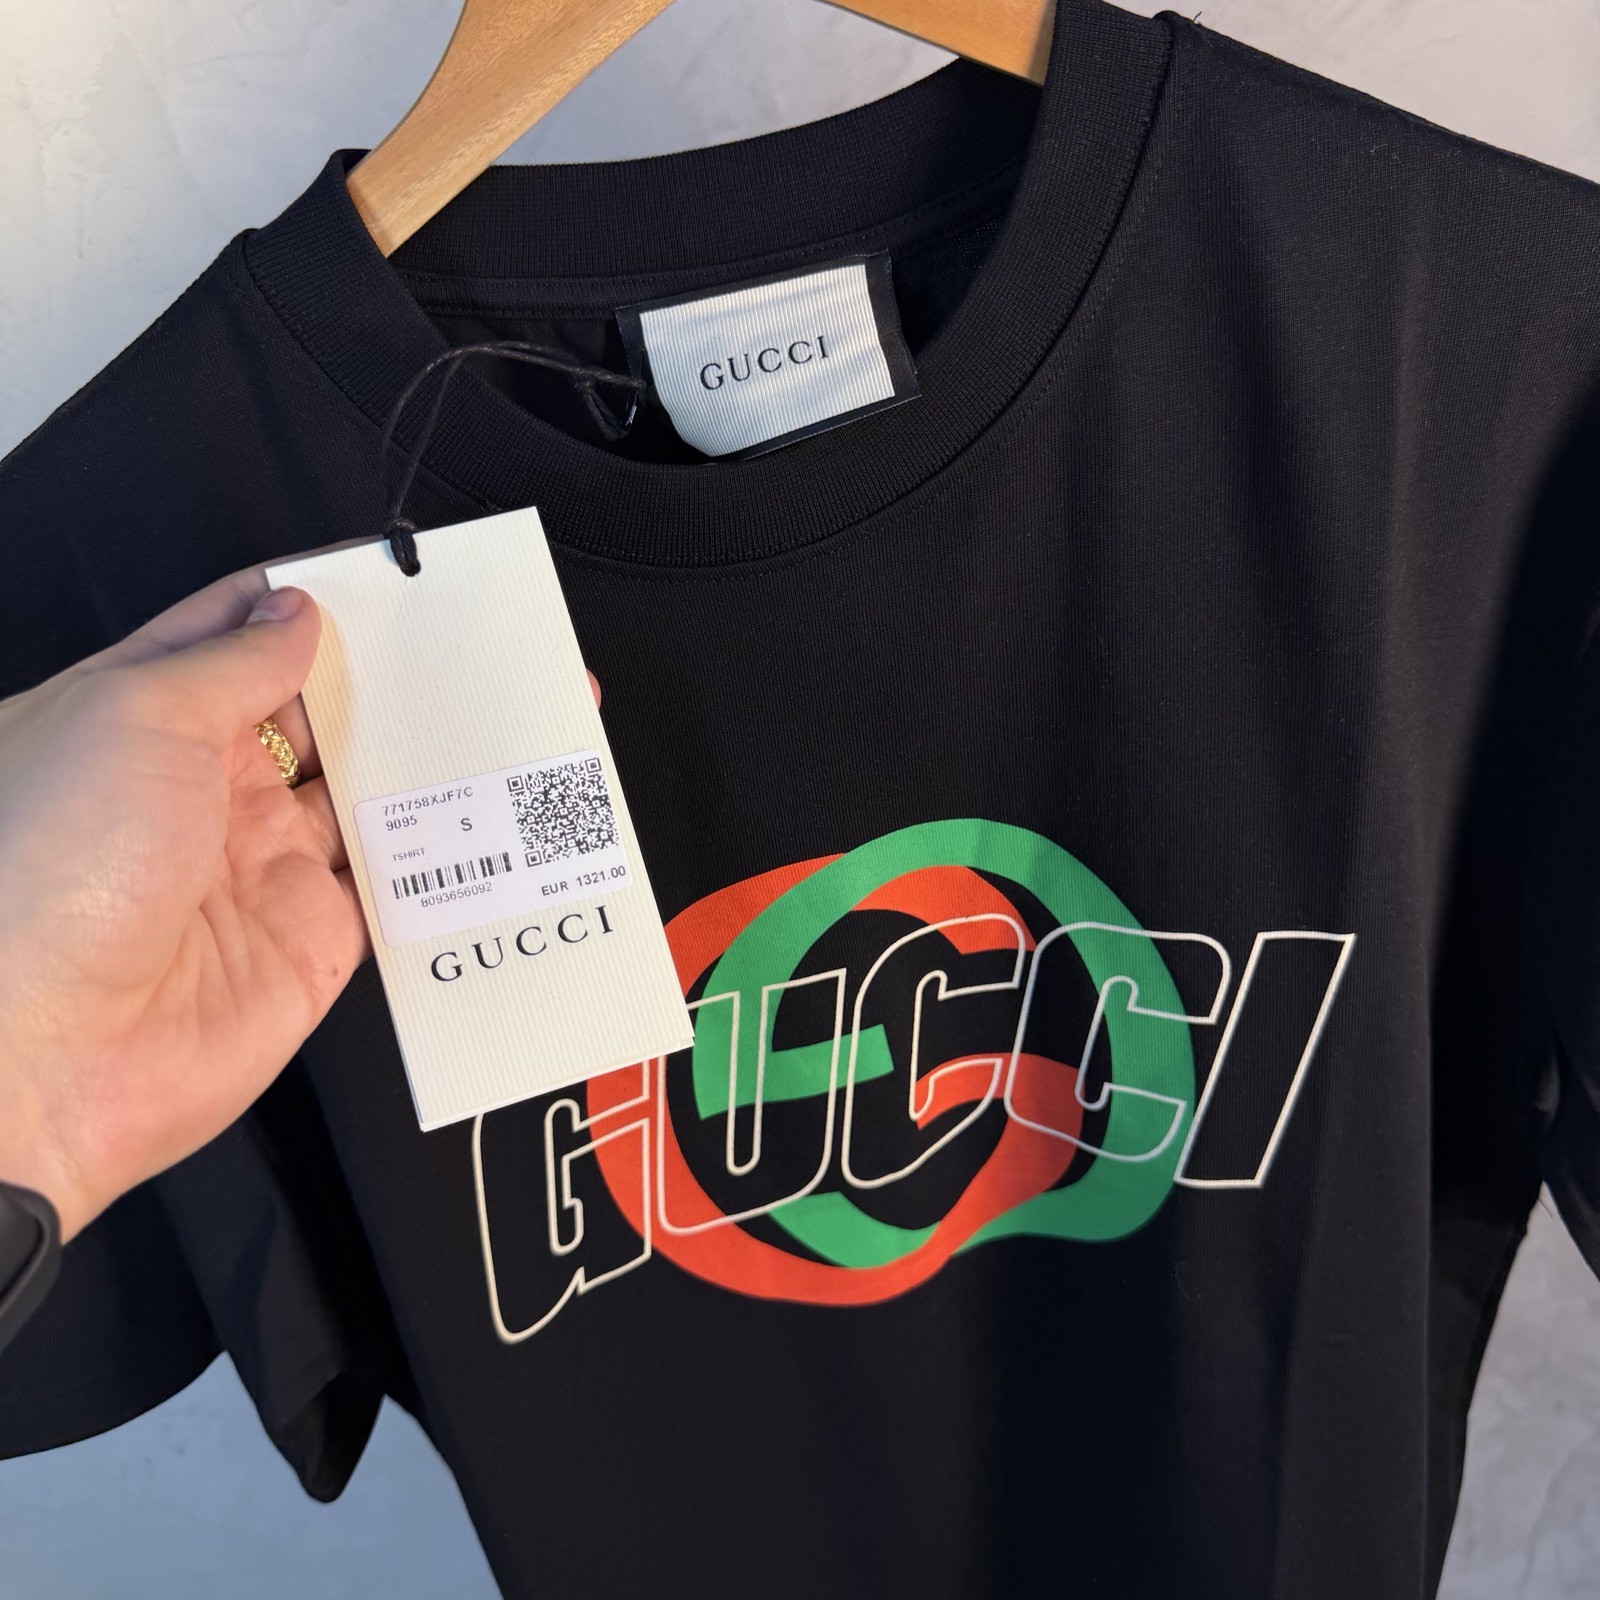 GUCCI
771758XJF7C
9095 S
TSHIRT
8093656092
EUR 1321.00
GUCCI
GUCCI